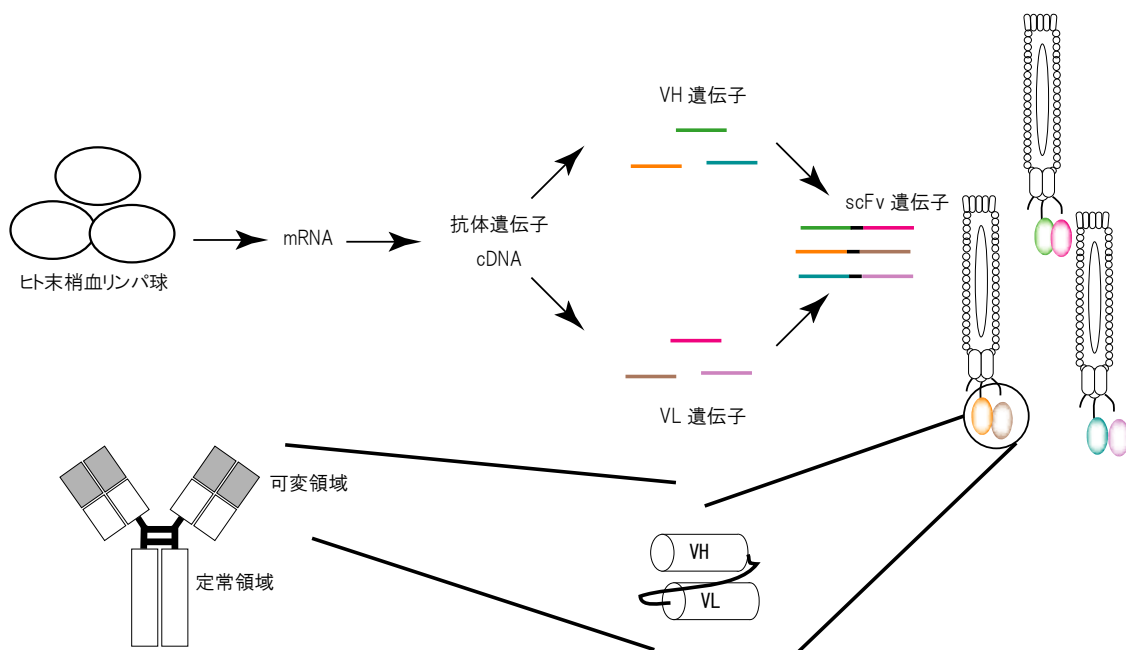 VH 遺伝子
scFv 遺伝子
抗体遺伝子
cDNA
mRNA
ヒト末梢血リンパ球
VL 遺伝子
可変領域
定常領域
VH
VL